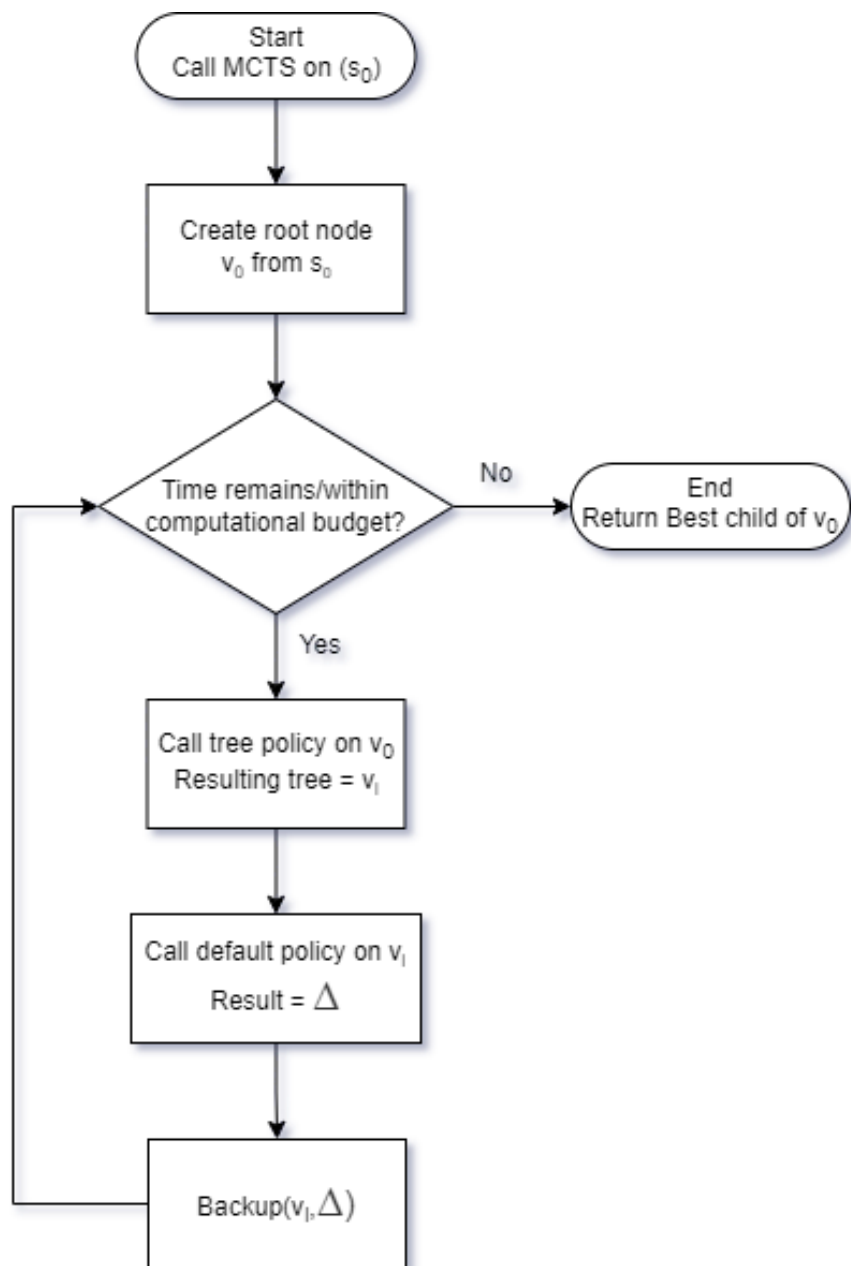 Start
Call MCTS on (s₀)
Create root node
v₀ from s₀
Time remains/within
computational budget?
No
End
Return Best child of v₀
Yes
Call tree policy on v₀
Resulting tree = vₗ
Call default policy on vₗ
Result = Δ
Backup(vₗ,Δ)